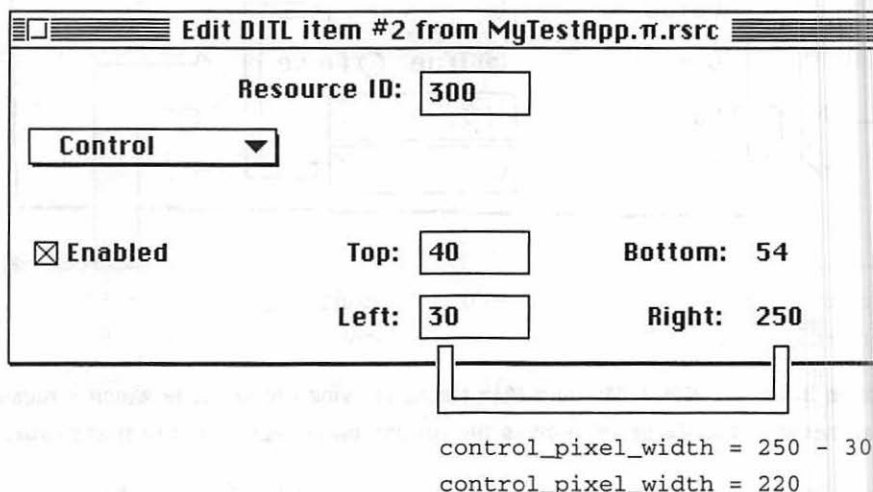 Edit DITL item #2 from MyTestApp.π.rsrc
Resource ID: 300
Control
Enabled Top: 40 Bottom: 54
Left: 30 Right: 250
control_pixel_width = 250 - 30
control_pixel_width = 220